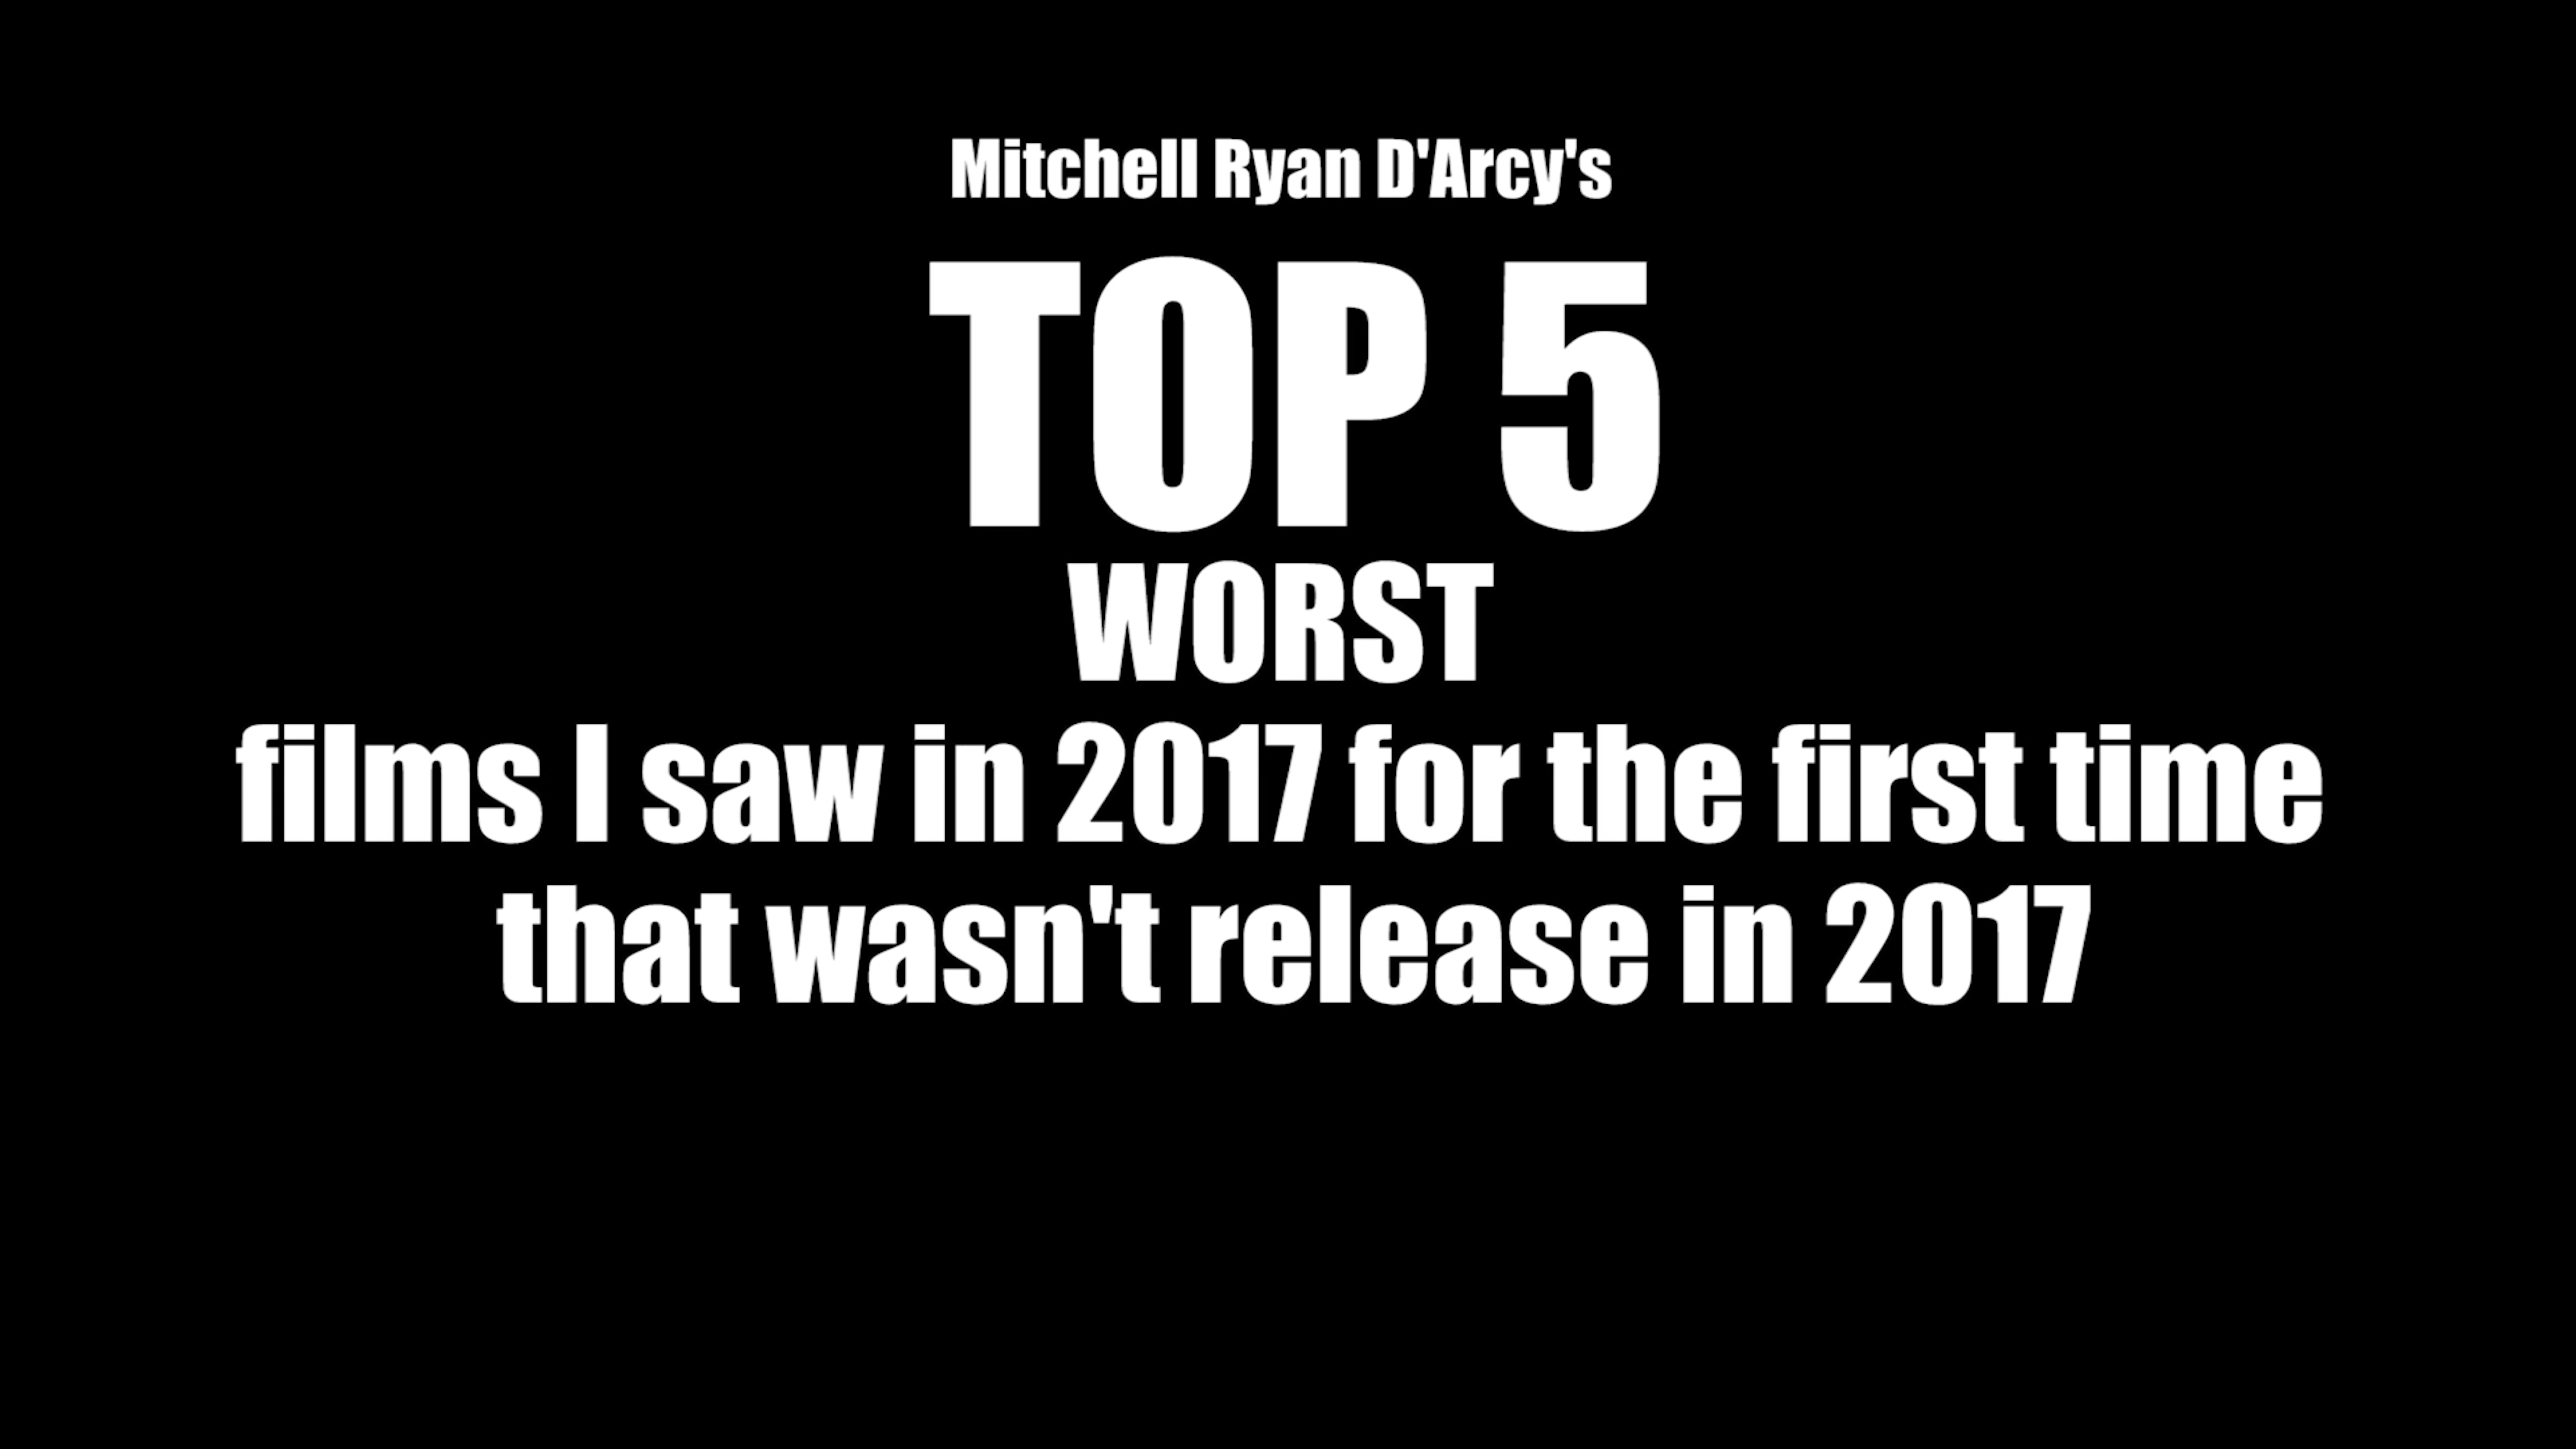 Mitchell Ryan D'Arcy's
TOP 5
WORST
films I saw in 2017 for the first time
that wasn't release in 2017